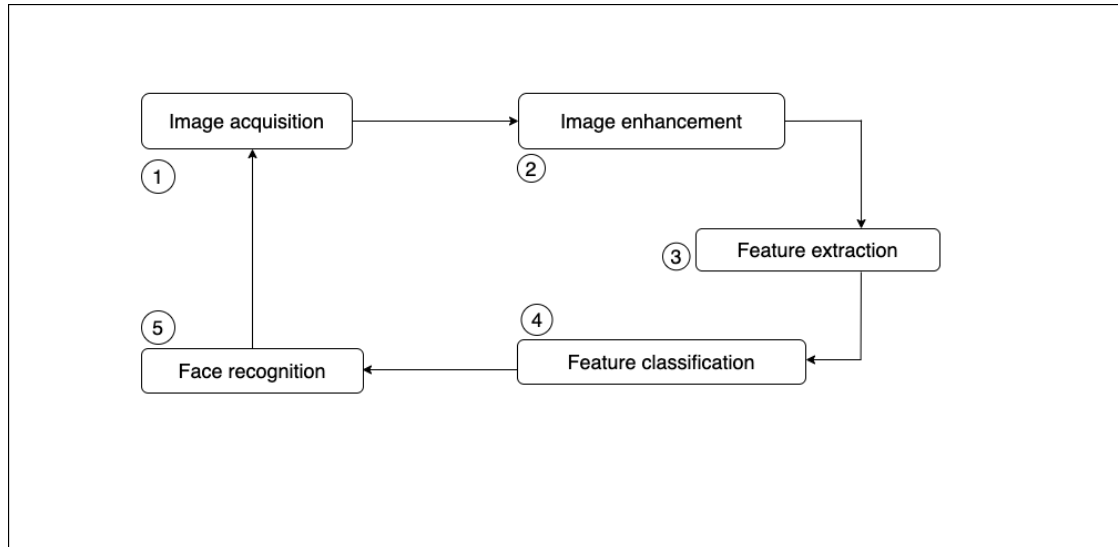 Image acquisition
1
Image enhancement
2
Feature extraction
3
Feature classification
4
Face recognition
5